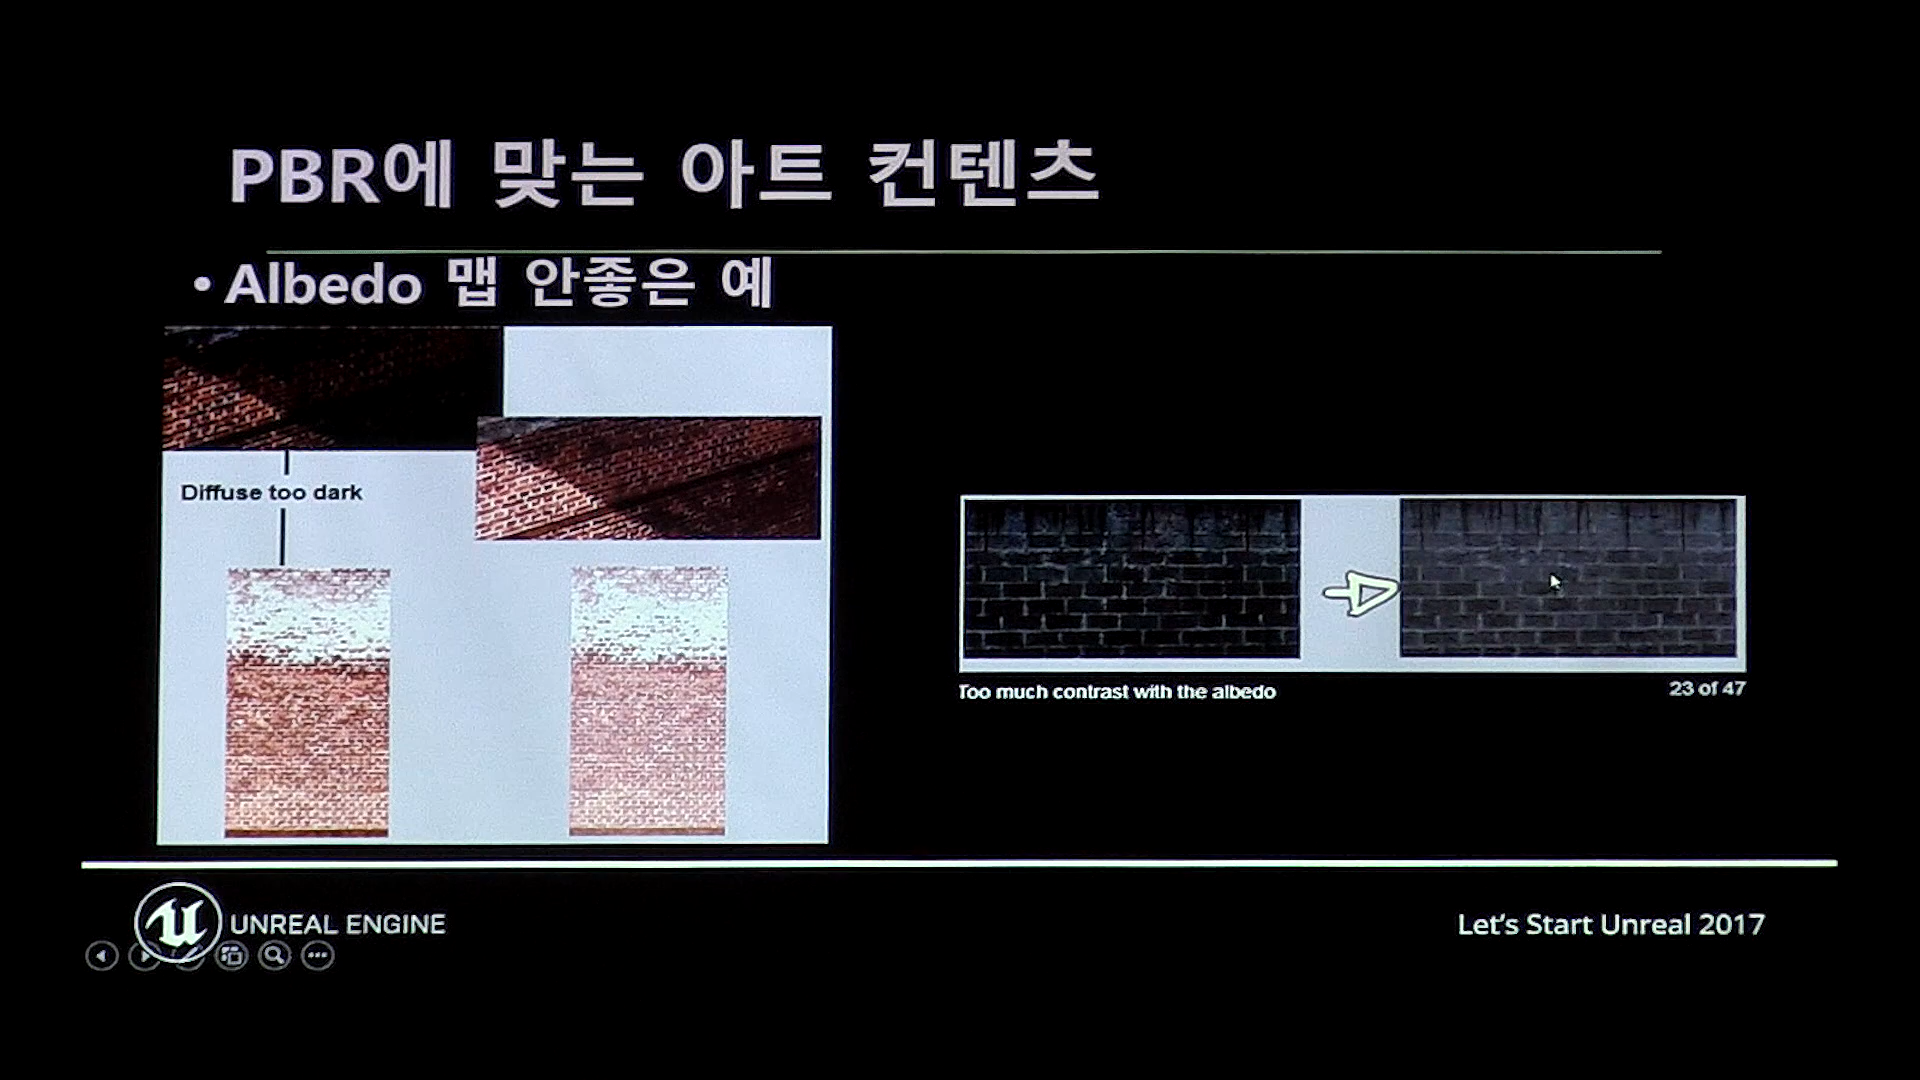 PBR에 맞는 아트 컨텐츠
• Albedo 맵 안좋은 예
Diffuse too dark
Too much contrast with the albedo
23 of 47
UNREAL ENGINE
Let's Start Unreal 2017